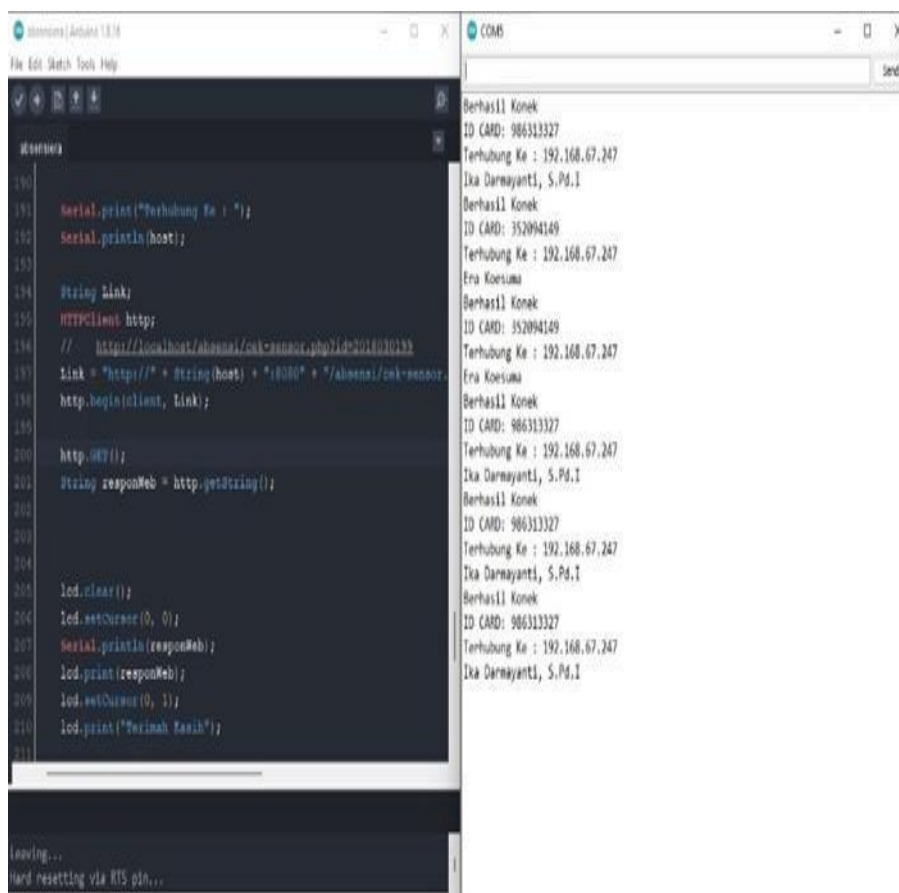 absensiera | Arduino 1.8.16
File Edit Sketch Tools Help
absensiera
190
191 Serial.print("Terhubung Ke : ");
192 Serial.println(host);
193
194 String Link;
195 HTTPClient http;
196 // http://localhost/absensi/cek-sensor.php?id=2018030199
197 Link = "http://" + String(host) + ":8080" + "/absensi/cek-sensor.
198 http.begin(client, Link);
199
200 http.GET();
201 String responWeb = http.getString();
202
203
204
205 lcd.clear();
206 lcd.setCursor(0, 0);
207 Serial.println(responWeb);
208 lcd.print(responWeb);
209 lcd.setCursor(0, 1);
210 lcd.print("Terimah Kasih");
211
Leaving...
Hard resetting via RTS pin...
COM5
Send
Berhasil Konek
ID CARD: 986313327
Terhubung Ke : 192.168.67.247
Ika Darmayanti, S.Pd.I
Berhasil Konek
ID CARD: 352094149
Terhubung Ke : 192.168.67.247
Era Koesuma
Berhasil Konek
ID CARD: 352094149
Terhubung Ke : 192.168.67.247
Era Koesuma
Berhasil Konek
ID CARD: 986313327
Terhubung Ke : 192.168.67.247
Ika Darmayanti, S.Pd.I
Berhasil Konek
ID CARD: 986313327
Terhubung Ke : 192.168.67.247
Ika Darmayanti, S.Pd.I
Berhasil Konek
ID CARD: 986313327
Terhubung Ke : 192.168.67.247
Ika Darmayanti, S.Pd.I